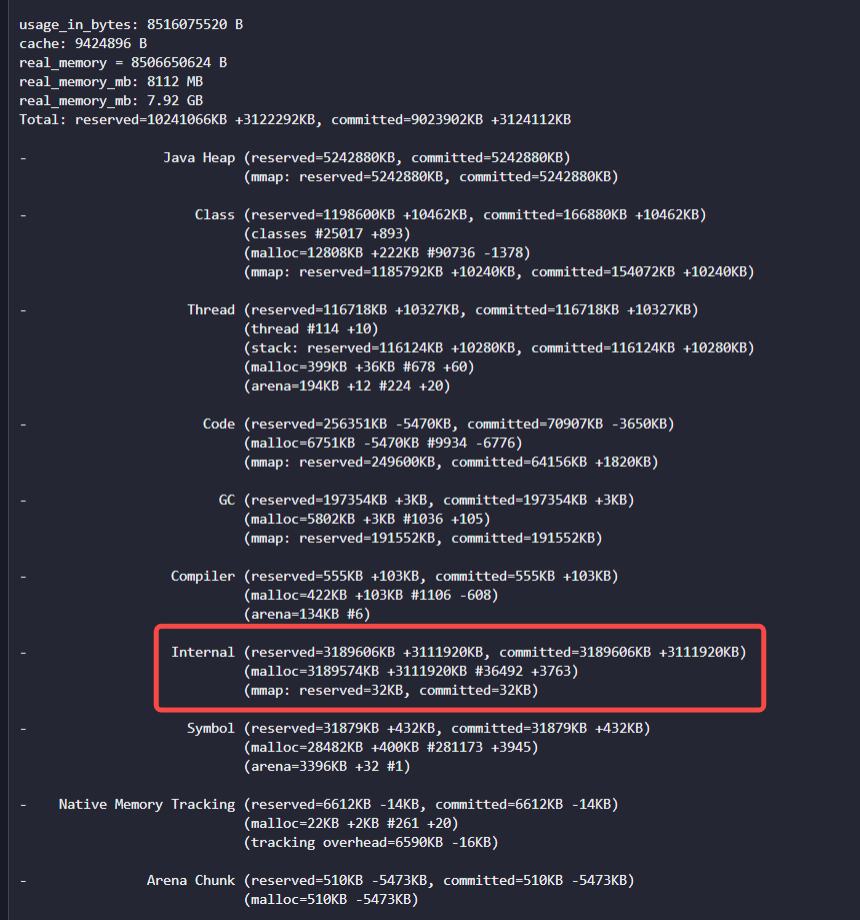 usage_in_bytes: 8516075520 B
cache: 9424896 B
real_memory = 8506650624 B
real_memory_mb: 8112 MB
real_memory_mb: 7.92 GB
Total: reserved=10241066KB +3122292KB, committed=9023902KB +3124112KB
- Java Heap (reserved=5242880KB, committed=5242880KB)
(mmap: reserved=5242880KB, committed=5242880KB)
- Class (reserved=1198600KB +10462KB, committed=166880KB +10462KB)
(classes #25017 +893)
(malloc=12808KB +222KB #90736 -1378)
(mmap: reserved=1185792KB +10240KB, committed=154072KB +10240KB)
- Thread (reserved=116718KB +10327KB, committed=116718KB +10327KB)
(thread #114 +10)
(stack: reserved=116124KB +10280KB, committed=116124KB +10280KB)
(malloc=399KB +36KB #678 +60)
(arena=194KB +12 #224 +20)
- Code (reserved=256351KB -5470KB, committed=70907KB -3650KB)
(malloc=6751KB -5470KB #9934 -6776)
(mmap: reserved=249600KB, committed=64156KB +1820KB)
- GC (reserved=197354KB +3KB, committed=197354KB +3KB)
(malloc=5802KB +3KB #1036 +105)
(mmap: reserved=191552KB, committed=191552KB)
- Compiler (reserved=555KB +103KB, committed=555KB +103KB)
(malloc=422KB +103KB #1106 -608)
(arena=134KB #6)
- Internal (reserved=3189606KB +3111920KB, committed=3189606KB +3111920KB)
(malloc=3189574KB +3111920KB #36492 +3763)
(mmap: reserved=32KB, committed=32KB)
- Symbol (reserved=31879KB +432KB, committed=31879KB +432KB)
(malloc=28482KB +400KB #281173 +3945)
(arena=3396KB +32 #1)
- Native Memory Tracking (reserved=6612KB -14KB, committed=6612KB -14KB)
(malloc=22KB +2KB #261 +20)
(tracking overhead=6590KB -16KB)
- Arena Chunk (reserved=510KB -5473KB, committed=510KB -5473KB)
(malloc=510KB -5473KB)